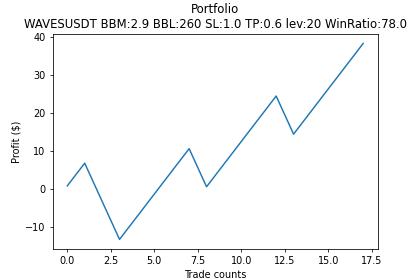 Portfolio
WAVESUSDT BBM:2.9 BBL:260 SL:1.0 TP:0.6 lev:20 WinRatio:78.0
40
30
20
10
0
−10
Profit ($)
0.0 2.5 5.0 7.5 10.0 12.5 15.0 17.5
Trade counts